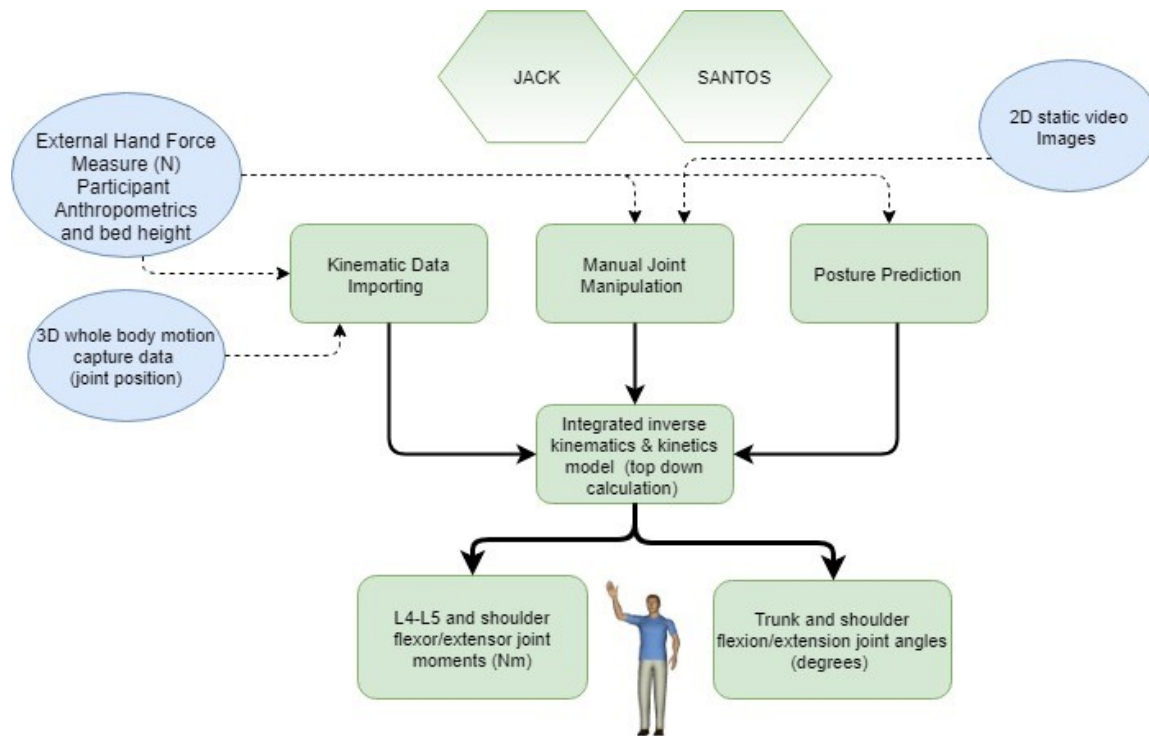 JACK
SANTOS
External Hand Force
Measure (N)
Participant
Anthropometrics
and bed height
2D static video
Images
Kinematic Data
Importing
Manual Joint
Manipulation
Posture Prediction
3D whole body motion
capture data
(joint position)
Integrated inverse
kinematics & kinetics
model (top down
calculation)
L4-L5 and shoulder
flexor/extensor joint
moments (Nm)
Trunk and shoulder
flexion/extension joint angles
(degrees)